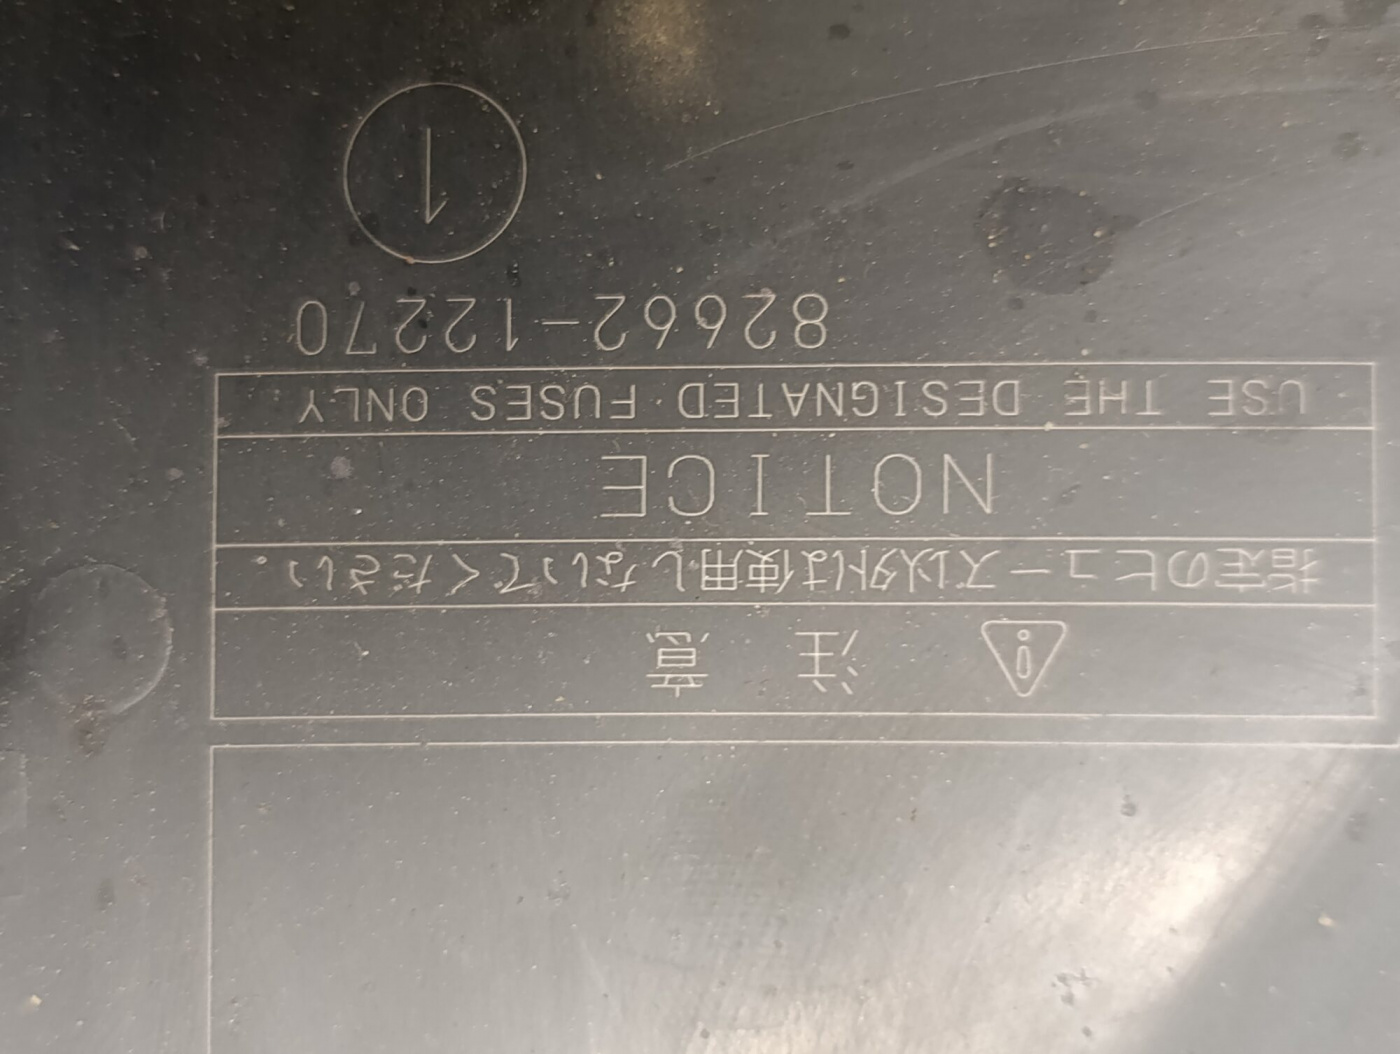 注 意
指定のヒューズ以外は使用しないでください。
NOTICE
USE THE DESIGNATED FUSES ONLY
82662-12270
1